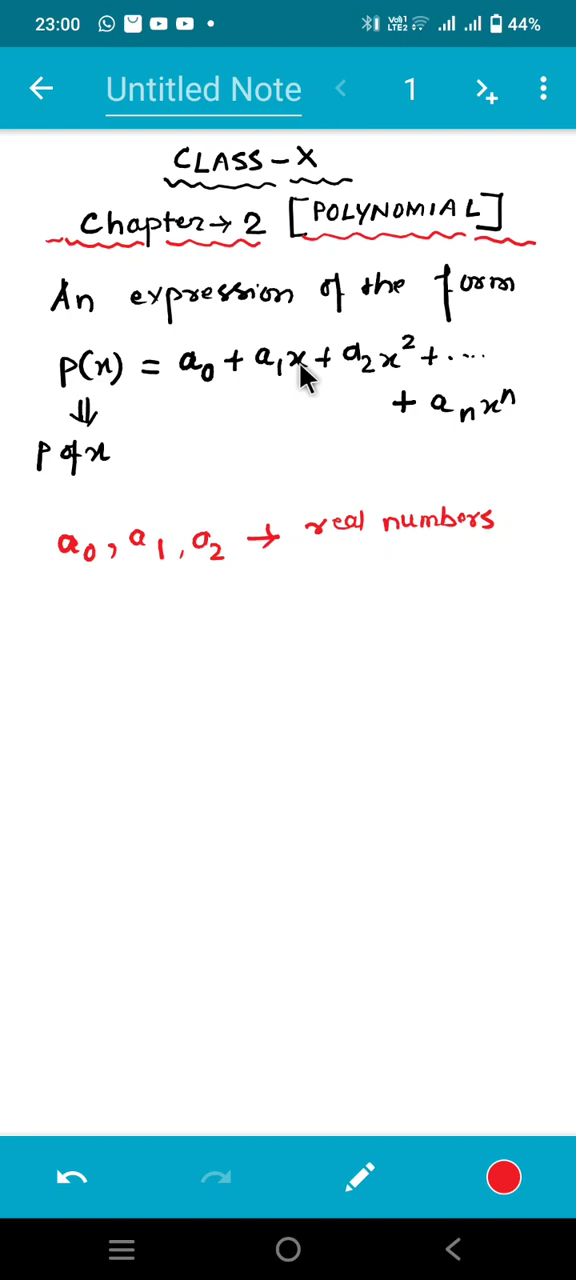 23:00 44%
Untitled Note 1
CLASS-X
Chapter→ 2 [POLYNOMIAL]
An expression of the form
P(x) = a₀ + a₁x + a₂x² + ....
+ aₙxⁿ
⇓
P of x
a₀, a₁, a₂ → real numbers